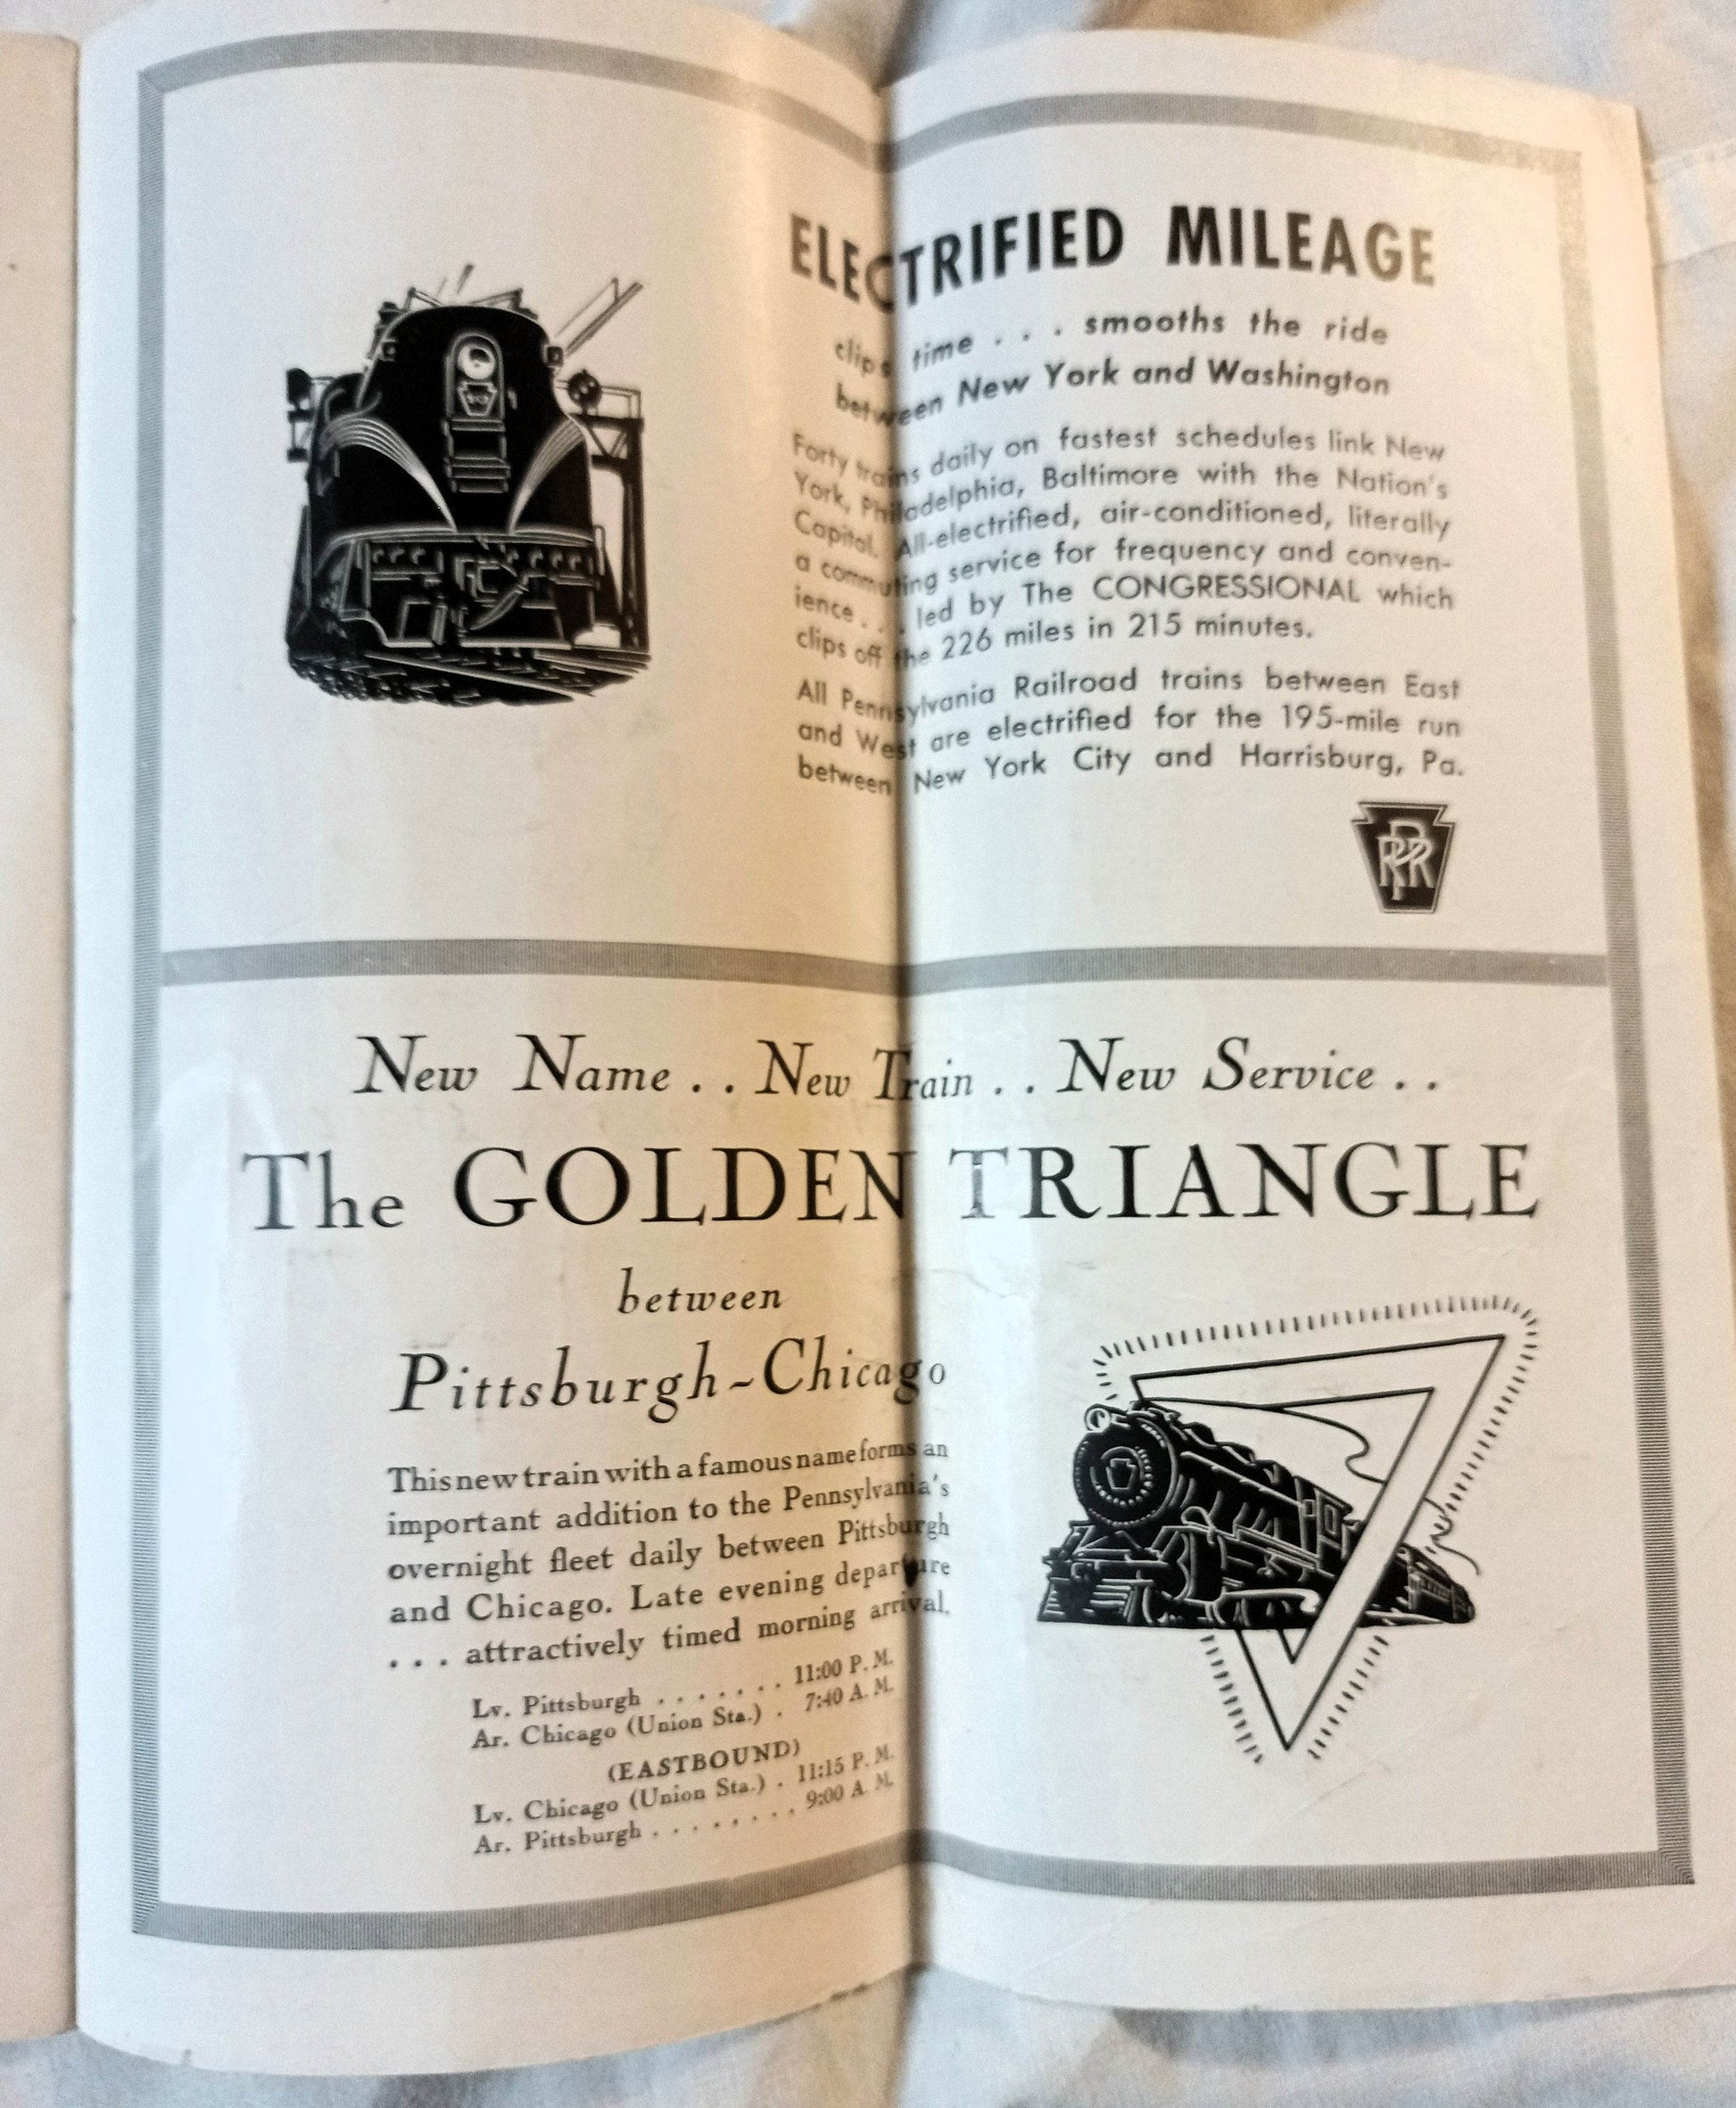 ELECTRIFIED MILEAGE
clips time . . . smooths the ride
between New York and Washington
Forty trains daily on fastest schedules link New
York, Philadelphia, Baltimore with the Nation's
Capitol. All-electrified, air-conditioned, literally
a commuting service for frequency and conven-
ience . . . led by The CONGRESSIONAL which
clips off the 226 miles in 215 minutes.
All Pennsylvania Railroad trains between East
and West are electrified for the 195-mile run
between New York City and Harrisburg, Pa.
PRR
New Name . . New Train . . New Service . .
The GOLDEN TRIANGLE
between
Pittsburgh-Chicago
This new train with a famous name forms an
important addition to the Pennsylvania's
overnight fleet daily between Pittsburgh
and Chicago. Late evening departure
. . . attractively timed morning arrival.
Lv. Pittsburgh . . . . . . . 11:00 P. M.
Ar. Chicago (Union Sta.) . 7:40 A. M.
(EASTBOUND)
Lv. Chicago (Union Sta.) . 11:15 P. M.
Ar. Pittsburgh . . . . . . . . 9:00 A. M.